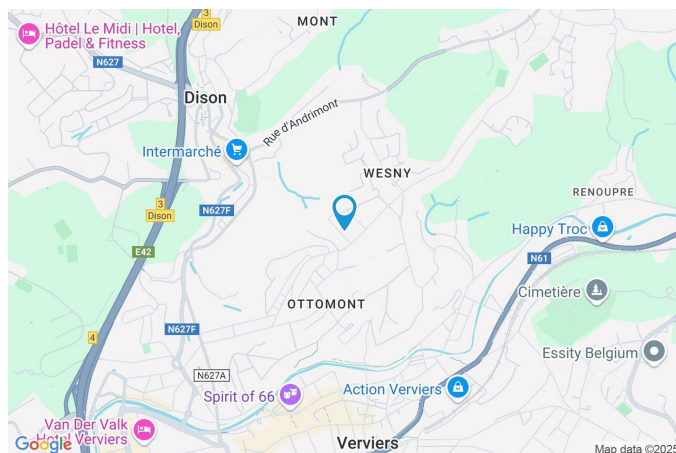 MONT
3
Dison
Hôtel Le Midi | Hotel,
Padel & Fitness
N627
Dison
Rue d'Andrimont
Intermarché
WESNY
RENOUPRE
3
Dison
N627F
Happy Troc
E42
N61
Cimetière
OTTOMONT
N627F
4
Essity Belgium
N627A
Spirit of 66
Action Verviers
Van Der Valk
Hotel Verviers
Google
Verviers
Map data ©2025